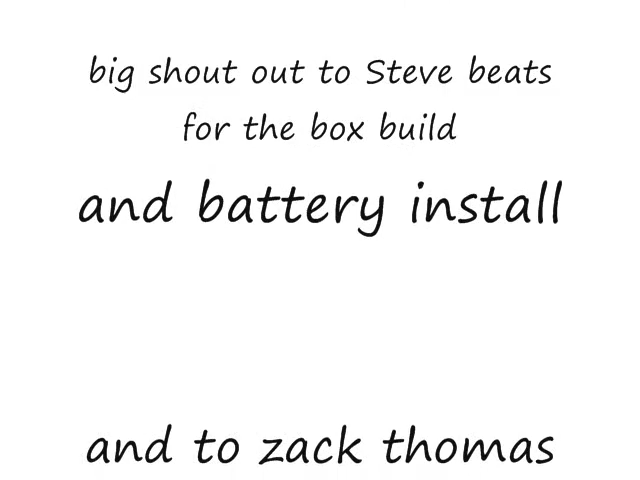 big shout out to Steve beats
for the box build
and battery install
and to zack thomas